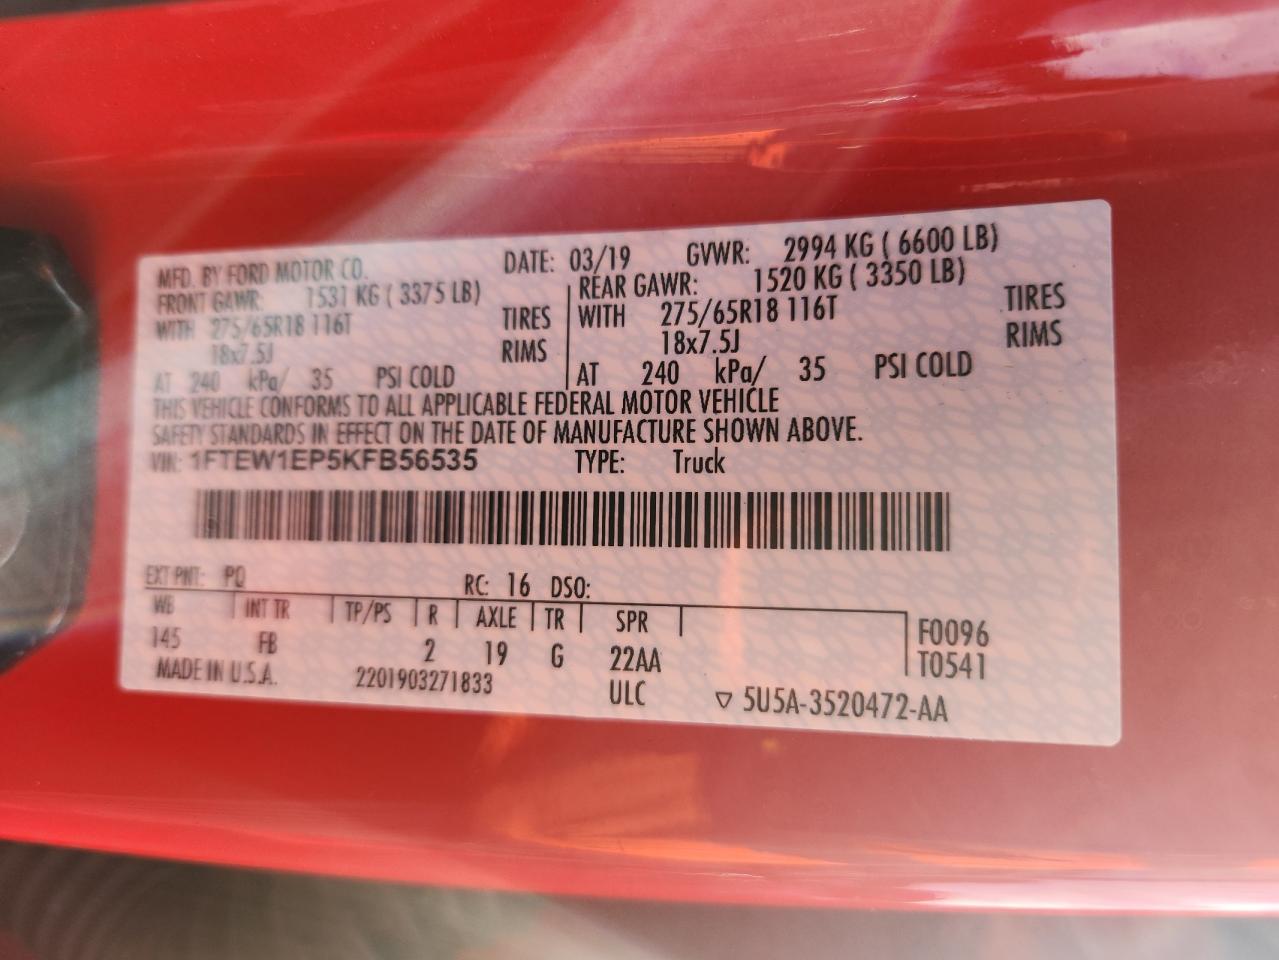 MFD. BY FORD MOTOR CO. DATE: 03/19 GVWR: 2994 KG ( 6600 LB)
FRONT GAWR: 1531 KG ( 3375 LB) REAR GAWR: 1520 KG ( 3350 LB)
WITH 275/65R18 116T TIRES WITH 275/65R18 116T TIRES
18x7.5J RIMS 18x7.5J RIMS
AT 240 kPa/ 35 PSI COLD AT 240 kPa/ 35 PSI COLD
THIS VEHICLE CONFORMS TO ALL APPLICABLE FEDERAL MOTOR VEHICLE
SAFETY STANDARDS IN EFFECT ON THE DATE OF MANUFACTURE SHOWN ABOVE.
VIN: 1FTEW1EP5KFB56535 TYPE: Truck
EXT PNT: PQ RC: 16 DSO:
WB INT TR TP/PS R AXLE TR SPR F0096
145 FB 2 19 G 22AA T0541
MADE IN U.S.A. 2201903271833 ULC ▽ 5U5A-3520472-AA